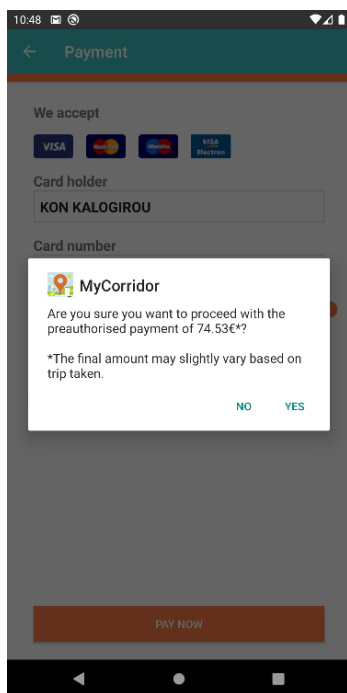 10:48
Payment
We accept
VISA MasterCard Maestro VISA Electron
Card holder
KON KALOGIROU
Card number
MyCorridor
Are you sure you want to proceed with the
preauthorised payment of 74.53€*?
*The final amount may slightly vary based on
trip taken.
NO YES
PAY NOW